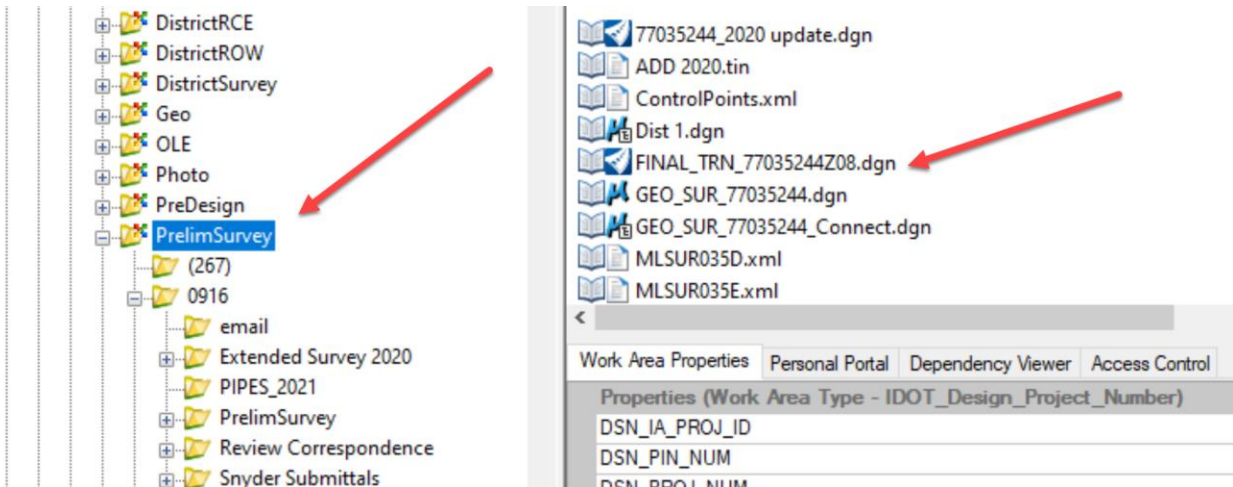 DistrictRCE
DistrictROW
DistrictSurvey
Geo
OLE
Photo
PreDesign
PrelimSurvey
(267)
0916
email
Extended Survey 2020
PIPES_2021
PrelimSurvey
Review Correspondence
Snyder Submittals
77035244_2020 update.dgn
ADD 2020.tin
ControlPoints.xml
Dist 1.dgn
FINAL_TRN_77035244Z08.dgn
GEO_SUR_77035244.dgn
GEO_SUR_77035244_Connect.dgn
MLSUR035D.xml
MLSUR035E.xml
Work Area Properties Personal Portal Dependency Viewer Access Control
Properties (Work Area Type - IDOT_Design_Project_Number)
DSN_IA_PROJ_ID
DSN_PIN_NUM
DSN_PROJ_NUM